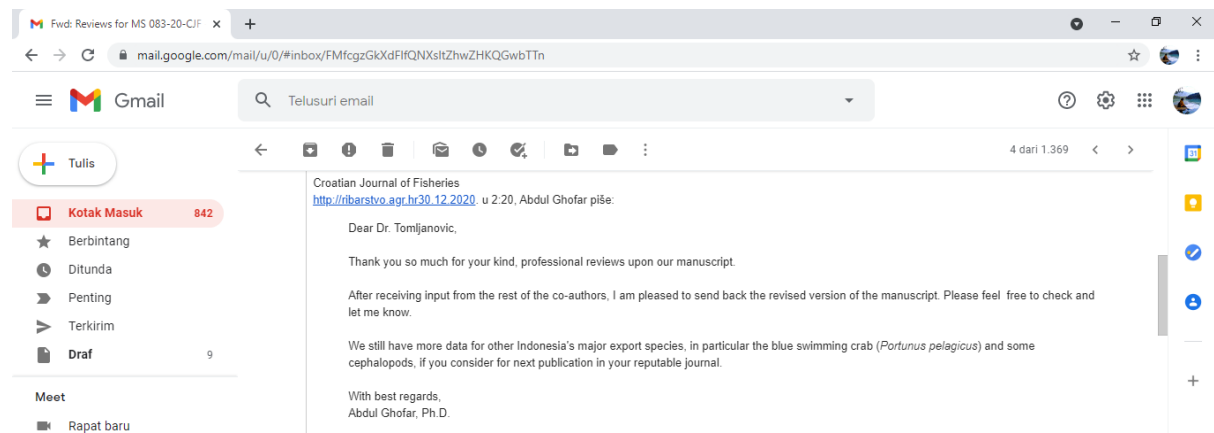 Fwd: Reviews for MS 083-20-CJF
mail.google.com/mail/u/0/#inbox/FMfcgzGkXdFlfQNXsltZhwZHKQGwbTTn
Gmail
Telusuri email
Tulis
4 dari 1.369
31
Kotak Masuk 842
Berbintang
Ditunda
Penting
Terkirim
Draf 9
Meet
Rapat baru
Croatian Journal of Fisheries
http://ribarstvo.agr.hr30.12.2020. u 2:20, Abdul Ghofar piše:
Dear Dr. Tomljanovic,
Thank you so much for your kind, professional reviews upon our manuscript.
After receiving input from the rest of the co-authors, I am pleased to send back the revised version of the manuscript. Please feel free to check and
let me know.
We still have more data for other Indonesia's major export species, in particular the blue swimming crab (Portunus pelagicus) and some
cephalopods, if you consider for next publication in your reputable journal.
With best regards,
Abdul Ghofar, Ph.D.